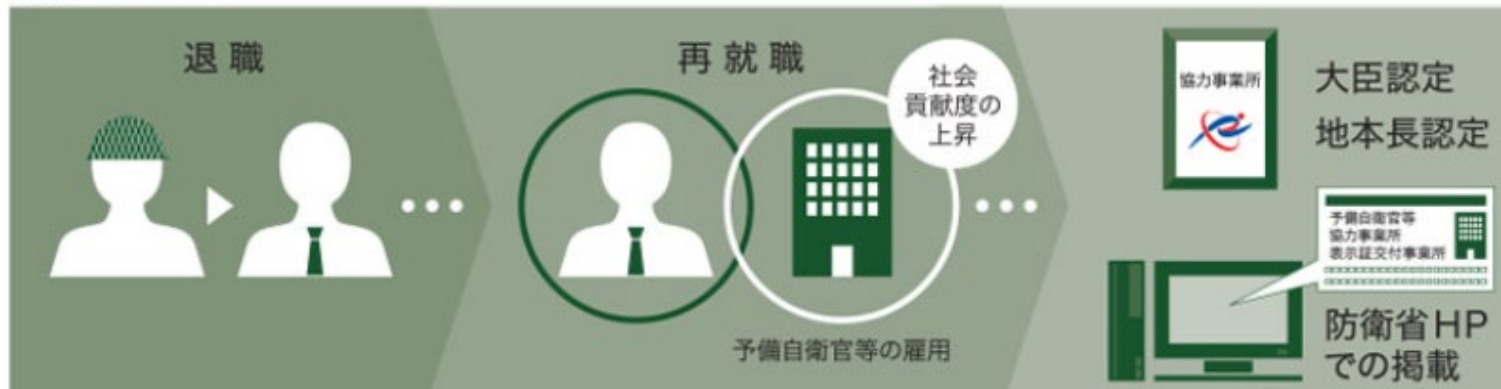 退職
再就職
社会
貢献度の
上昇
予備自衛官等の雇用
協力事業所
大臣認定
地本長認定
予備自衛官等
協力事業所
表示証交付事業所
防衛省HP
での掲載